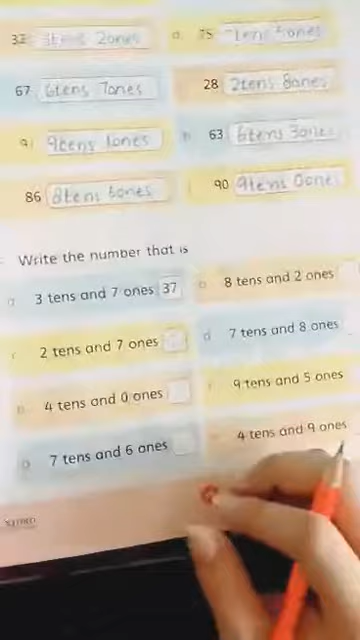 32 3tens 2ones d 75 7tens 5ones
67 6tens 7ones 28 2tens 8ones
91 9tens 1ones h 63 6tens 3ones
86 8tens 6ones 90 9tens 0ones
Write the number that is
a 3 tens and 7 ones 37 b 8 tens and 2 ones
c 2 tens and 7 ones d 7 tens and 8 ones
4 tens and 0 ones f 9 tens and 5 ones
g 7 tens and 6 ones 4 tens and 9 ones